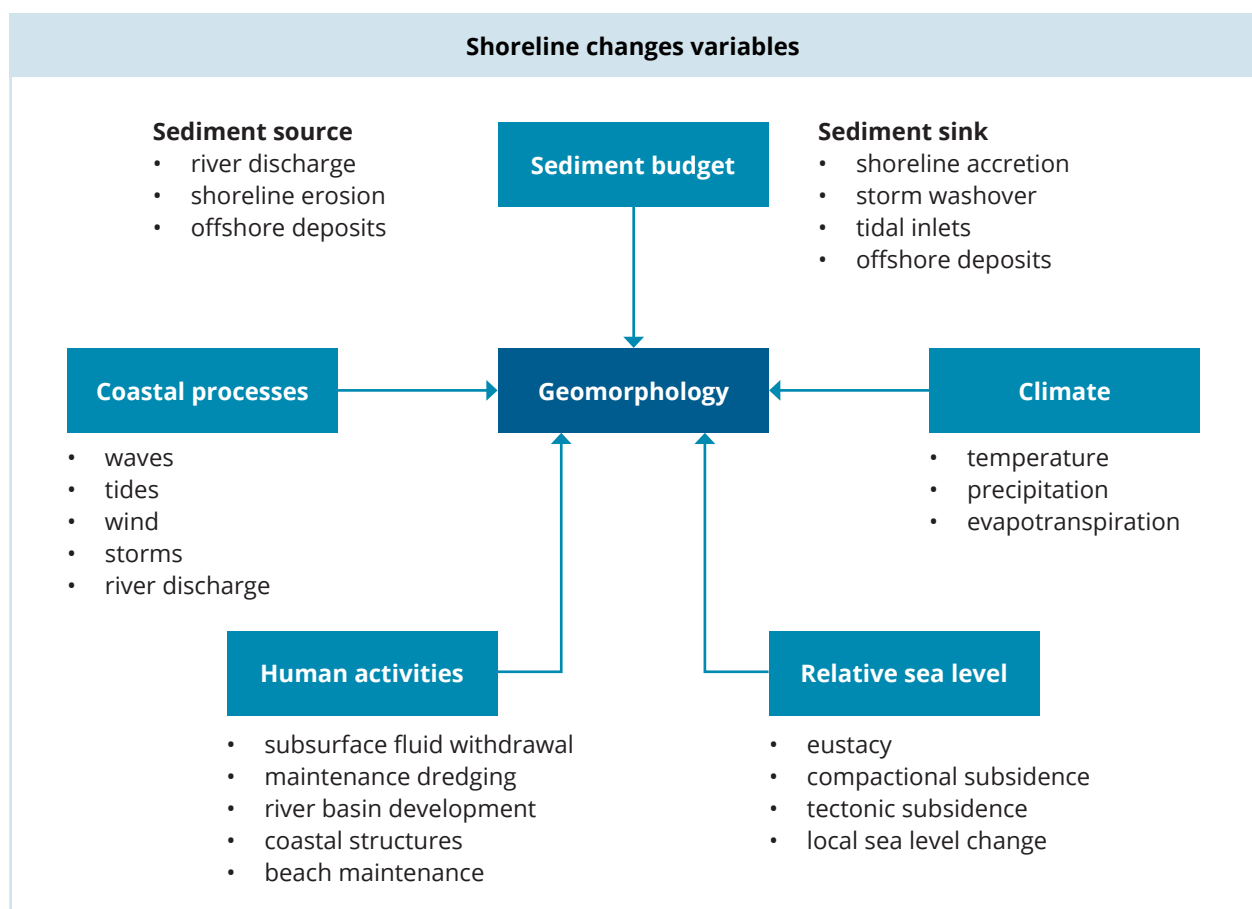 Shoreline changes variables
Sediment source
• river discharge
• shoreline erosion
• offshore deposits
Sediment budget
Sediment sink
• shoreline accretion
• storm washover
• tidal inlets
• offshore deposits
Coastal processes
• waves
• tides
• wind
• storms
• river discharge
Geomorphology
Climate
• temperature
• precipitation
• evapotranspiration
Human activities
• subsurface fluid withdrawal
• maintenance dredging
• river basin development
• coastal structures
• beach maintenance
Relative sea level
• eustacy
• compactional subsidence
• tectonic subsidence
• local sea level change